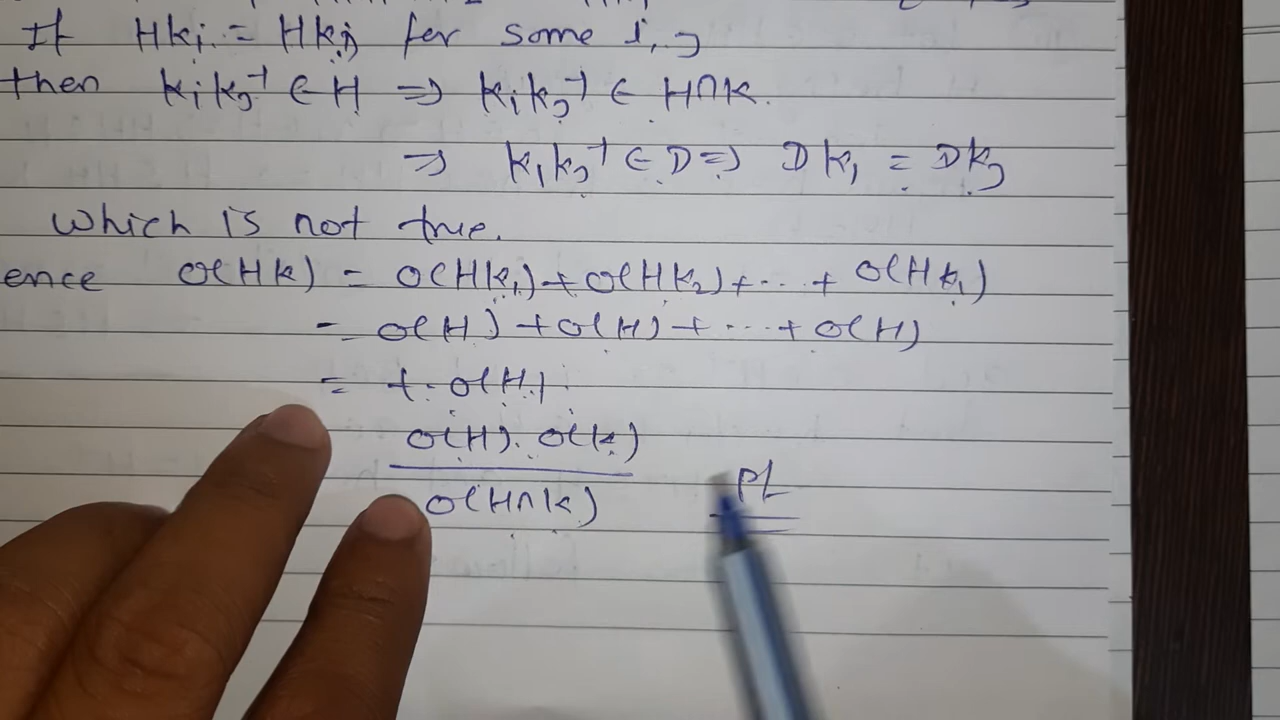 If Hki = Hkj for some i, j
then kikj⁻¹ ∈ H ⇒ kikj⁻¹ ∈ H∩K.
⇒ kikj⁻¹ ∈ D ⇒ Dki = Dkj
which is not true.
ence o(HK) = o(Hk1) + o(Hk2) + ... + o(Hkt)
= o(H) + o(H) + ... + o(H)
= t. o(H)
o(H). o(K)
o(H∩K)